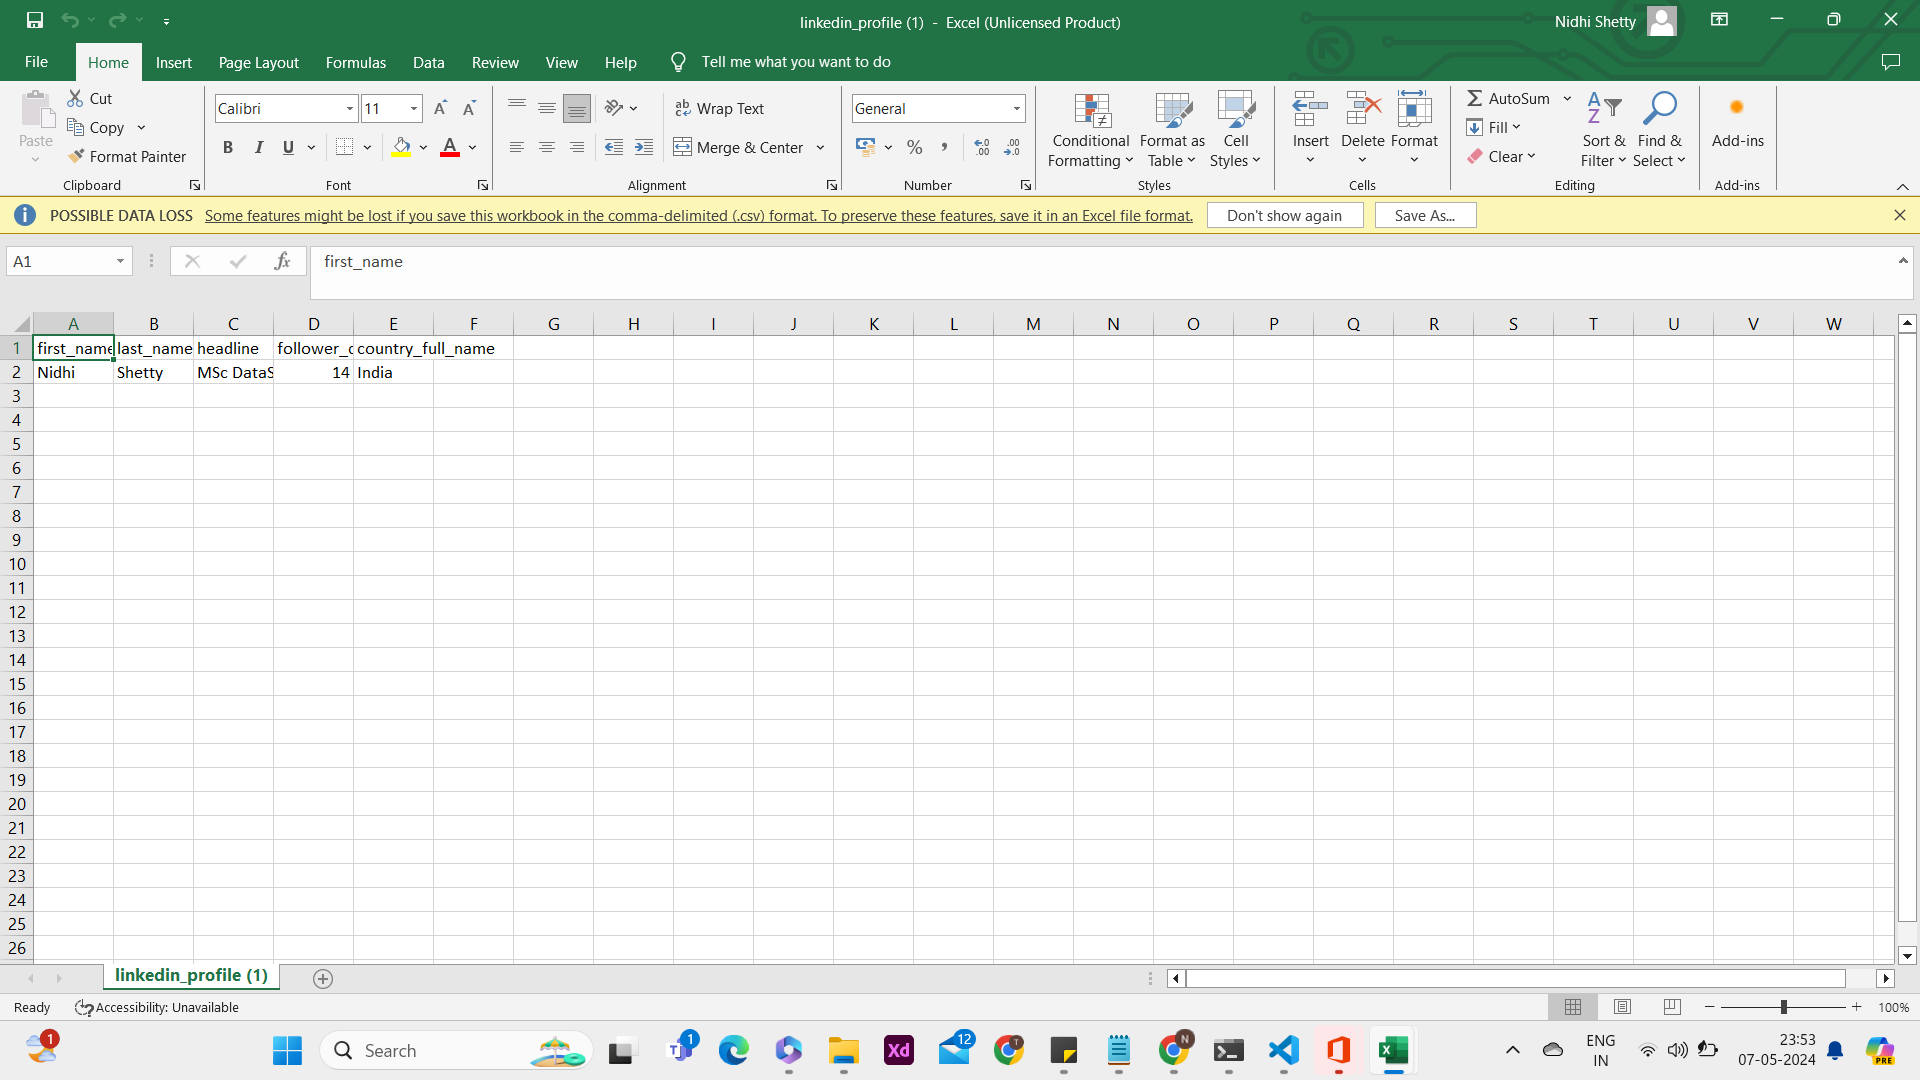 linkedin_profile (1) - Excel (Unlicensed Product)
Nidhi Shetty
File Home Insert Page Layout Formulas Data Review View Help Tell me what you want to do
Paste
Cut
Copy
Format Painter
Clipboard
Calibri 11
A A
B I U A
Font
ab Wrap Text
Merge & Center
Alignment
General
% ,
Number
Conditional Formatting
Format as Table
Cell Styles
Styles
Insert Delete Format
Cells
AutoSum
Fill
Clear
Sort & Filter
Find & Select
Editing
Add-ins
Add-ins
POSSIBLE DATA LOSS Some features might be lost if you save this workbook in the comma-delimited (.csv) format. To preserve these features, save it in an Excel file format. Don't show again Save As...
A1 fx first_name
A B C D E F G H I J K L M N O P Q R S T U V W
1 first_name last_name headline follower_c country_full_name
2 Nidhi Shetty MSc DataS 14 India
3
4
5
6
7
8
9
10
11
12
13
14
15
16
17
18
19
20
21
22
23
24
25
26
linkedin_profile (1)
Ready Accessibility: Unavailable 100%
1 Search 1 Xd 12 T N ENG 23:53
IN 07-05-2024 PRE